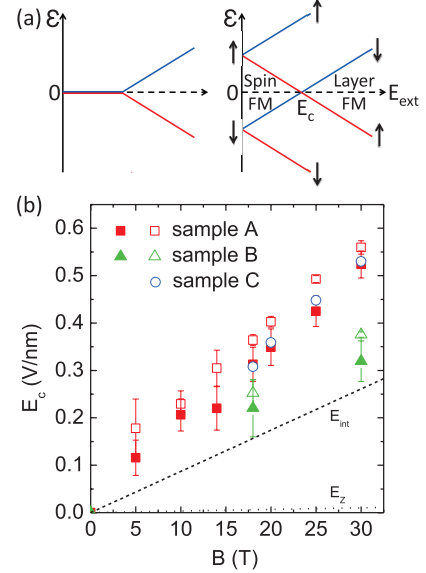 (a)
ε
ε
0
0
Spin
FM
Layer
FM
E_c
E_ext
(b)
0.6
0.5
0.4
0.3
0.2
0.1
0.0
E_c (V/nm)
sample A
sample B
sample C
E_int
E_Z
0 5 10 15 20 25 30
B (T)